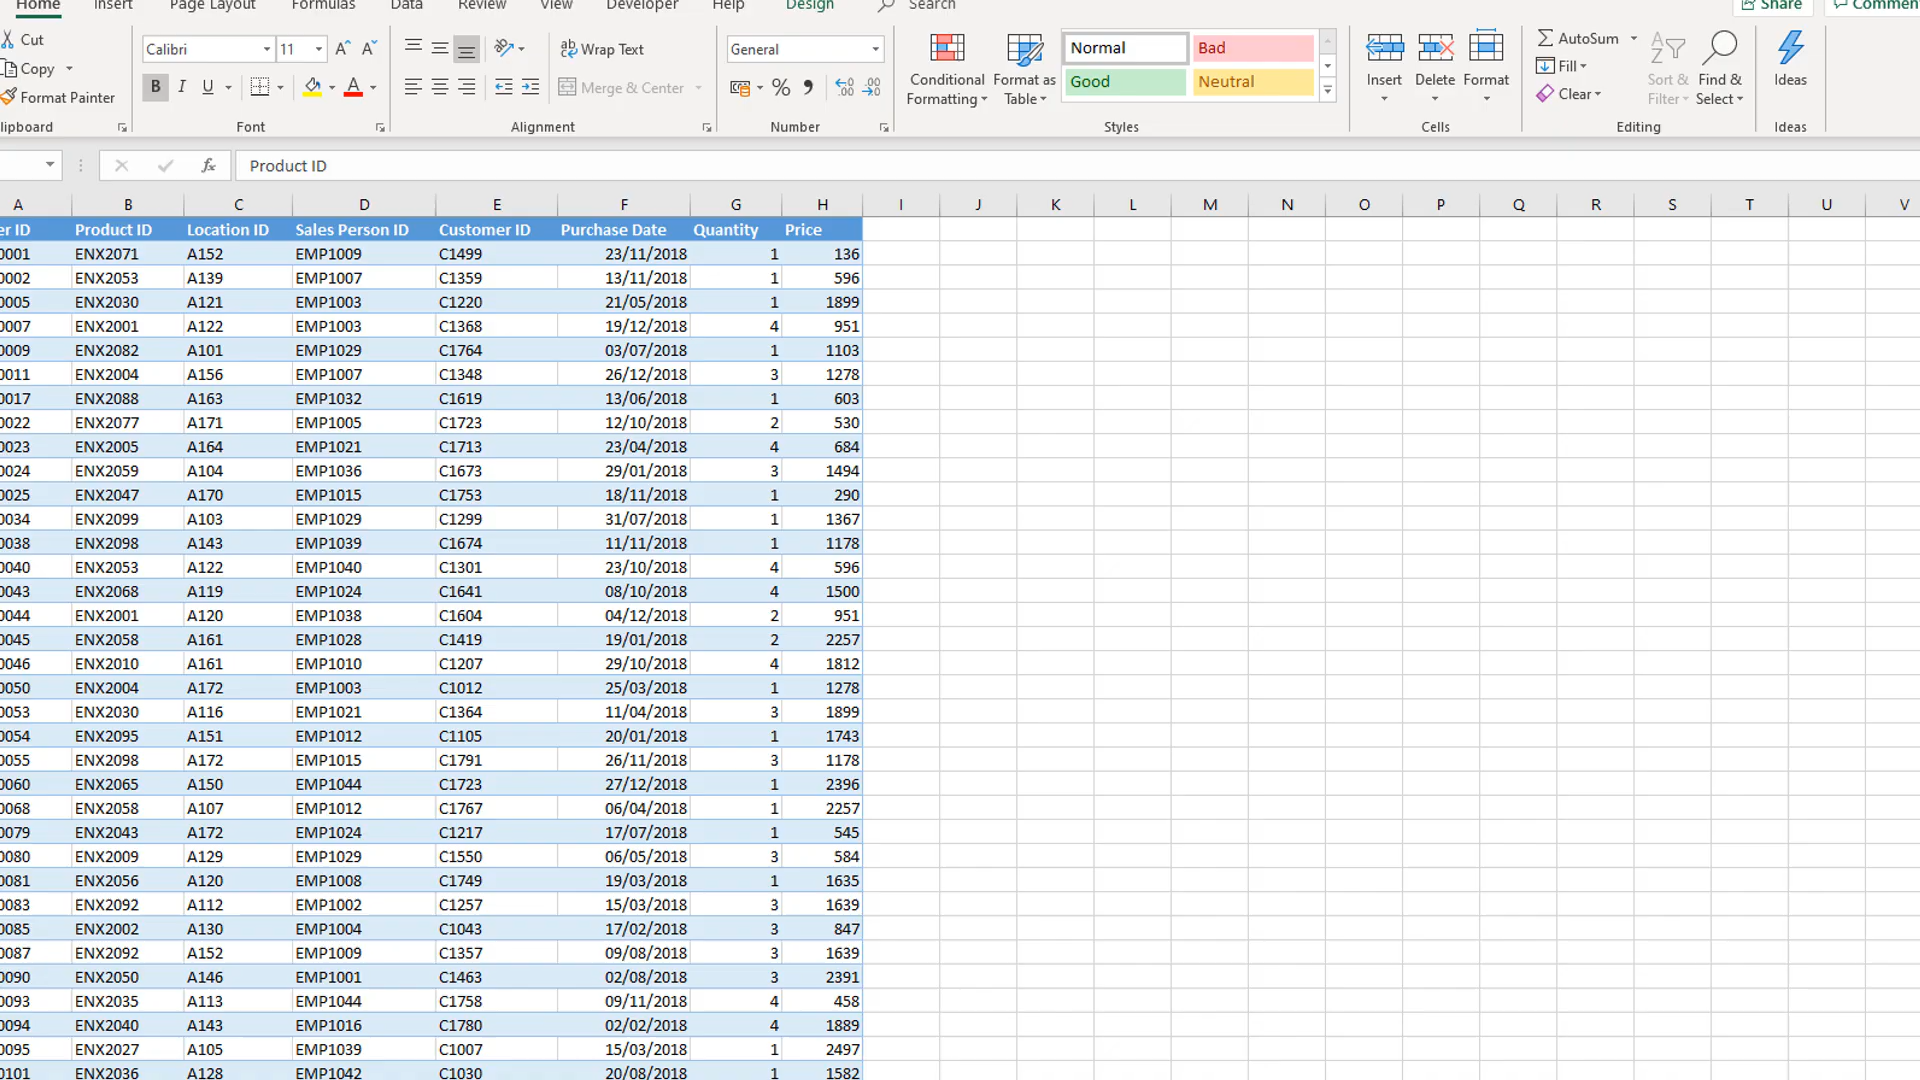 Home Insert Page Layout Formulas Data Review View Developer Help Design Search Share Comment
Cut
Copy
Format Painter
lipboard
Calibri 11
B I U
Font
Wrap Text
Merge & Center
Alignment
General
%
Number
Conditional Formatting
Format as Table
Normal Bad
Good Neutral
Styles
Insert Delete Format
Cells
AutoSum
Fill
Clear
Sort & Filter
Find & Select
Editing
Ideas
Ideas
fx Product ID
A B C D E F G H I J K L M N O P Q R S T U V
er ID Product ID Location ID Sales Person ID Customer ID Purchase Date Quantity Price
0001 ENX2071 A152 EMP1009 C1499 23/11/2018 1 136
0002 ENX2053 A139 EMP1007 C1359 13/11/2018 1 596
0005 ENX2030 A121 EMP1003 C1220 21/05/2018 1 1899
0007 ENX2001 A122 EMP1003 C1368 19/12/2018 4 951
0009 ENX2082 A101 EMP1029 C1764 03/07/2018 1 1103
0011 ENX2004 A156 EMP1007 C1348 26/12/2018 3 1278
0017 ENX2088 A163 EMP1032 C1619 13/06/2018 1 603
0022 ENX2077 A171 EMP1005 C1723 12/10/2018 2 530
0023 ENX2005 A164 EMP1021 C1713 23/04/2018 4 684
0024 ENX2059 A104 EMP1036 C1673 29/01/2018 3 1494
0025 ENX2047 A170 EMP1015 C1753 18/11/2018 1 290
0034 ENX2099 A103 EMP1029 C1299 31/07/2018 1 1367
0038 ENX2098 A143 EMP1039 C1674 11/11/2018 1 1178
0040 ENX2053 A122 EMP1040 C1301 23/10/2018 4 596
0043 ENX2068 A119 EMP1024 C1641 08/10/2018 4 1500
0044 ENX2001 A120 EMP1038 C1604 04/12/2018 2 951
0045 ENX2058 A161 EMP1028 C1419 19/01/2018 2 2257
0046 ENX2010 A161 EMP1010 C1207 29/10/2018 4 1812
0050 ENX2004 A172 EMP1003 C1012 25/03/2018 1 1278
0053 ENX2030 A116 EMP1021 C1364 11/04/2018 3 1899
0054 ENX2095 A151 EMP1012 C1105 20/01/2018 1 1743
0055 ENX2098 A172 EMP1015 C1791 26/11/2018 3 1178
0060 ENX2065 A150 EMP1044 C1723 27/12/2018 1 2396
0068 ENX2058 A107 EMP1012 C1767 06/04/2018 1 2257
0079 ENX2043 A172 EMP1024 C1217 17/07/2018 1 545
0080 ENX2009 A129 EMP1029 C1550 06/05/2018 3 584
0081 ENX2056 A120 EMP1008 C1749 19/03/2018 1 1635
0083 ENX2092 A112 EMP1002 C1257 15/03/2018 3 1639
0085 ENX2002 A130 EMP1004 C1043 17/02/2018 3 847
0087 ENX2092 A152 EMP1009 C1357 09/08/2018 3 1639
0090 ENX2050 A146 EMP1001 C1463 02/08/2018 3 2391
0093 ENX2035 A113 EMP1044 C1758 09/11/2018 4 458
0094 ENX2040 A143 EMP1016 C1780 02/02/2018 4 1889
0095 ENX2027 A105 EMP1039 C1007 15/03/2018 1 2497
0101 ENX2036 A128 EMP1042 C1030 20/08/2018 1 1582